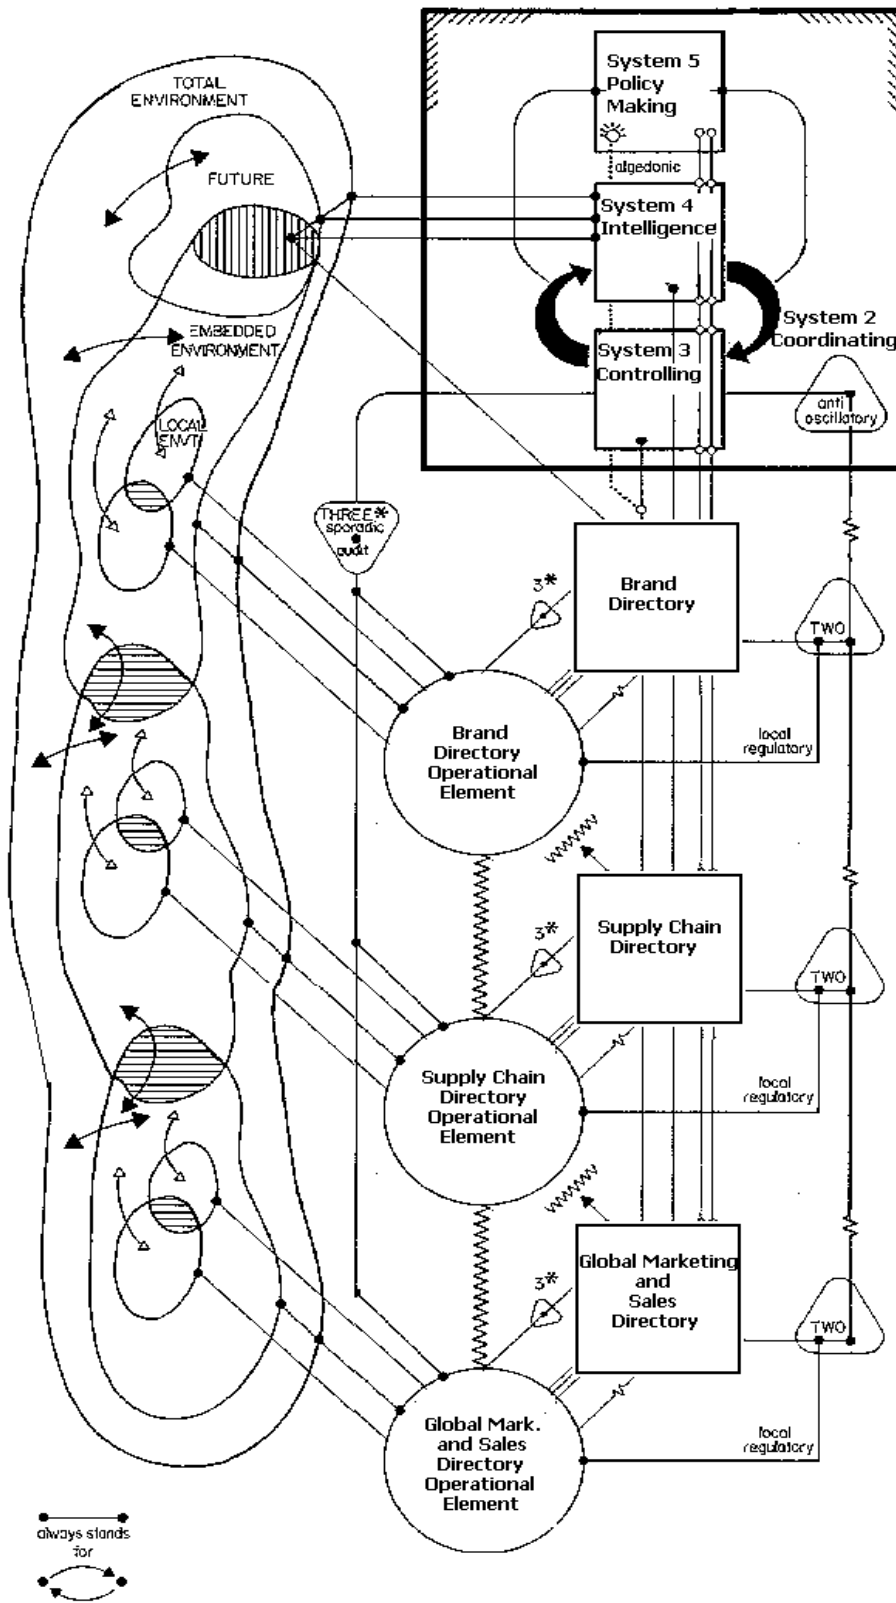 System 5
Policy
Making
algedonic
System 4
Intelligence
System 2
Coordinating
System 3
Controlling
anti
oscillatory
TOTAL
ENVIRONMENT
FUTURE
EMBEDDED
ENVIRONMENT
LOCAL
ENVT.
THREE*
sporadic
audit
3*
Brand
Directory
TWO
local
regulatory
Brand
Directory
Operational
Element
3*
Supply Chain
Directory
TWO
local
regulatory
Supply Chain
Directory
Operational
Element
3*
Global Marketing
and
Sales
Directory
TWO
local
regulatory
Global Mark.
and Sales
Directory
Operational
Element
always stands
for